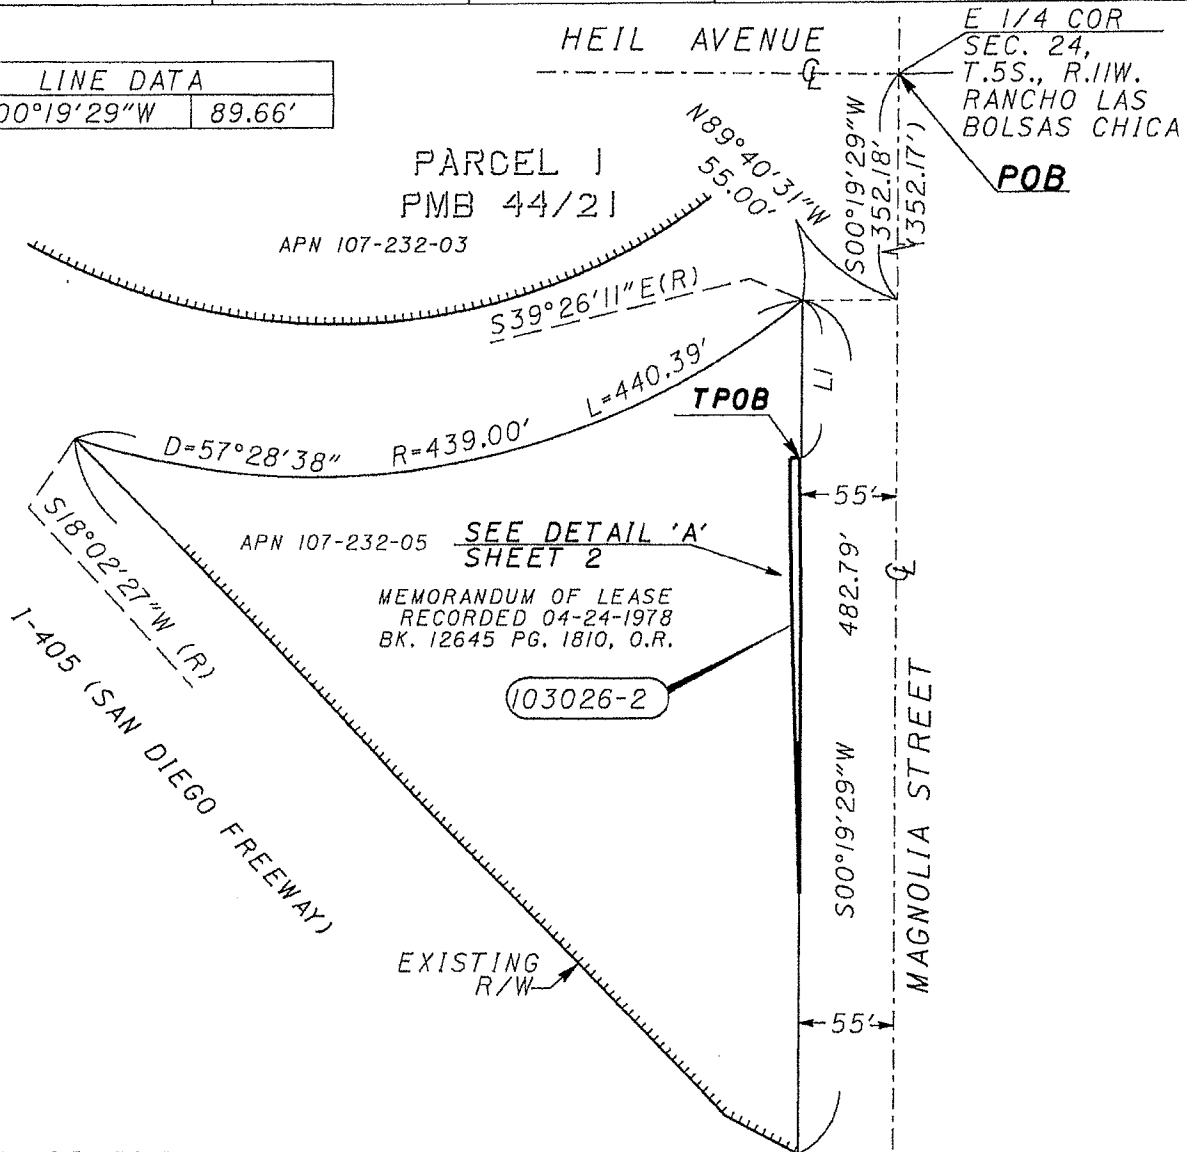 HEIL AVENUE
E 1/4 COR
SEC. 24,
T.5S., R.11W.
RANCHO LAS
BOLSAS CHICA
POB
LINE DATA
00°19'29"W 89.66'
PARCEL 1
PMB 44/21
APN 107-232-03
N89°40'31"W
55.00'
S00°19'29"W
352.18'
(352.17')
S39°26'11"E(R)
L1
TPOB
D=57°28'38" R=439.00' L=440.39'
55'
S18°02'27"W (R)
APN 107-232-05
SEE DETAIL 'A'
SHEET 2
MEMORANDUM OF LEASE
RECORDED 04-24-1978
BK. 12645 PG. 1810, O.R.
103026-2
482.79'
S00°19'29"W
MAGNOLIA STREET
I-405 (SAN DIEGO FREEWAY)
EXISTING
R/W
55'